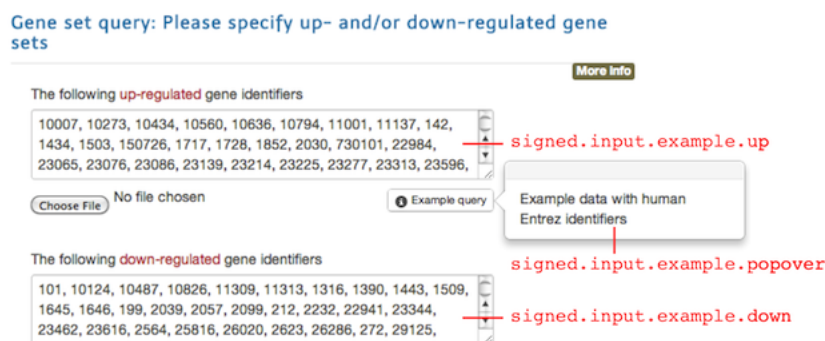 Gene set query: Please specify up- and/or down-regulated gene
sets
More Info
The following up-regulated gene identifiers
10007, 10273, 10434, 10560, 10636, 10794, 11001, 11137, 142,
1434, 1503, 150726, 1717, 1728, 1852, 2030, 730101, 22984,
23065, 23076, 23086, 23139, 23214, 23225, 23277, 23313, 23596,
signed.input.example.up
Choose File No file chosen
Example query
Example data with human
Entrez identifiers
signed.input.example.popover
The following down-regulated gene identifiers
101, 10124, 10487, 10826, 11309, 11313, 1316, 1390, 1443, 1509,
1645, 1646, 199, 2039, 2057, 2099, 212, 2232, 22941, 23344,
23462, 23616, 2564, 25816, 26020, 2623, 26286, 272, 29125,
signed.input.example.down